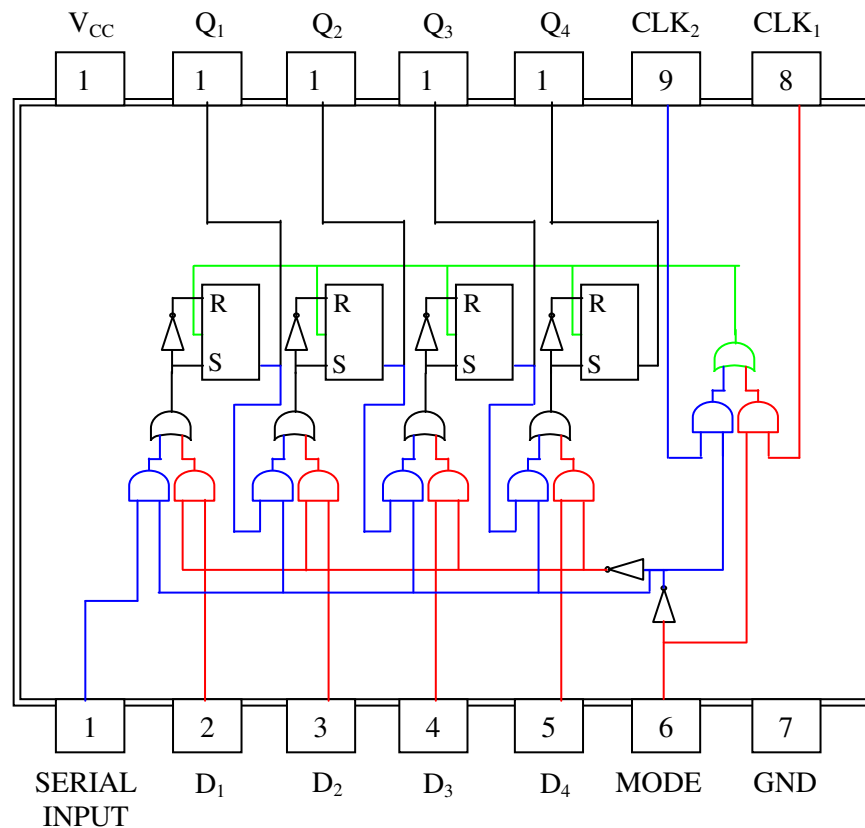 V_CC Q₁ Q₂ Q₃ Q₄ CLK₂ CLK₁
1 1 1 1 1 9 8
R R R R
S S S S
1 2 3 4 5 6 7
SERIAL INPUT D₁ D₂ D₃ D₄ MODE GND